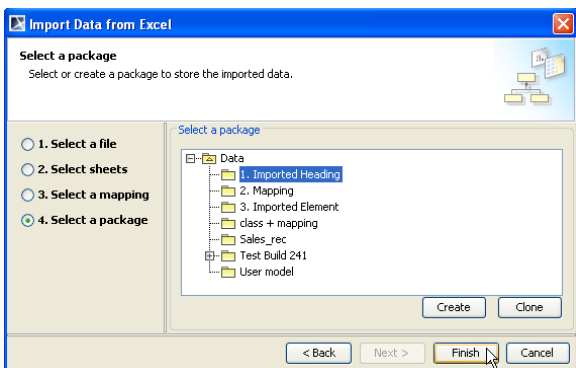 Import Data from Excel
Select a package
Select or create a package to store the imported data.
1. Select a file
2. Select sheets
3. Select a mapping
4. Select a package
Select a package
Data
1. Imported Heading
2. Mapping
3. Imported Element
class + mapping
Sales_rec
Test Build 241
User model
Create Clone
< Back Next > Finish Cancel